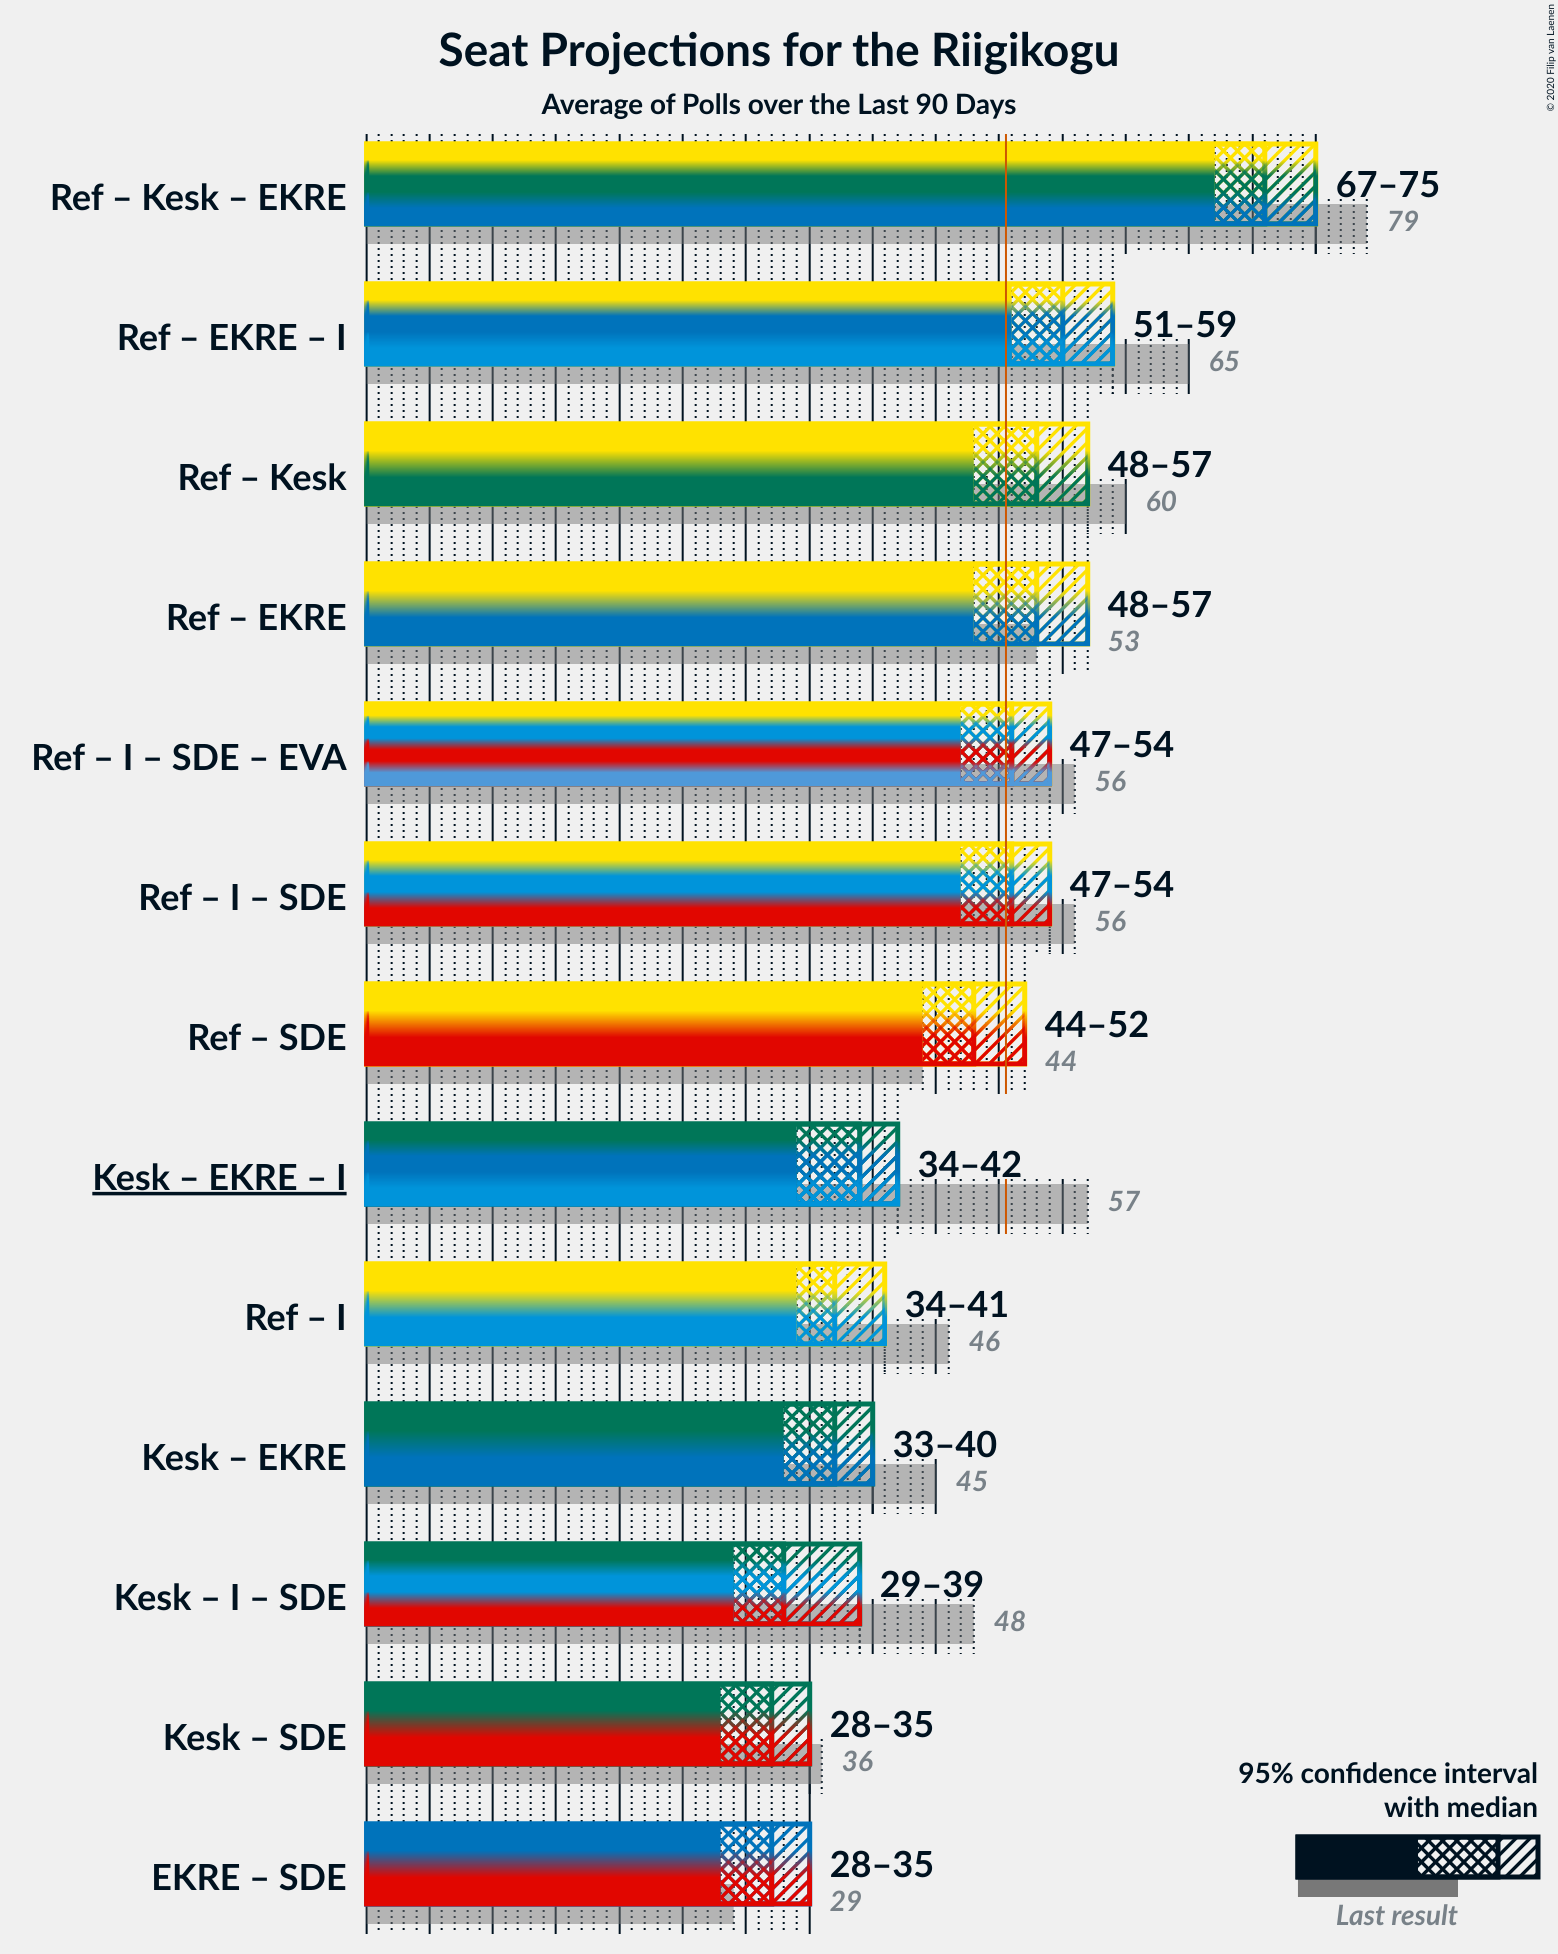 Seat Projections for the Riigikogu
Average of Polls over the Last 90 Days
© 2020 Filip van Laenen
Ref – Kesk – EKRE
67–75
79
Ref – EKRE – I
51–59
65
Ref – Kesk
48–57
60
Ref – EKRE
48–57
53
Ref – I – SDE – EVA
47–54
56
Ref – I – SDE
47–54
56
Ref – SDE
44–52
44
Kesk – EKRE – I
34–42
57
Ref – I
34–41
46
Kesk – EKRE
33–40
45
Kesk – I – SDE
29–39
48
Kesk – SDE
28–35
36
EKRE – SDE
28–35
29
95% confidence interval
with median
Last result